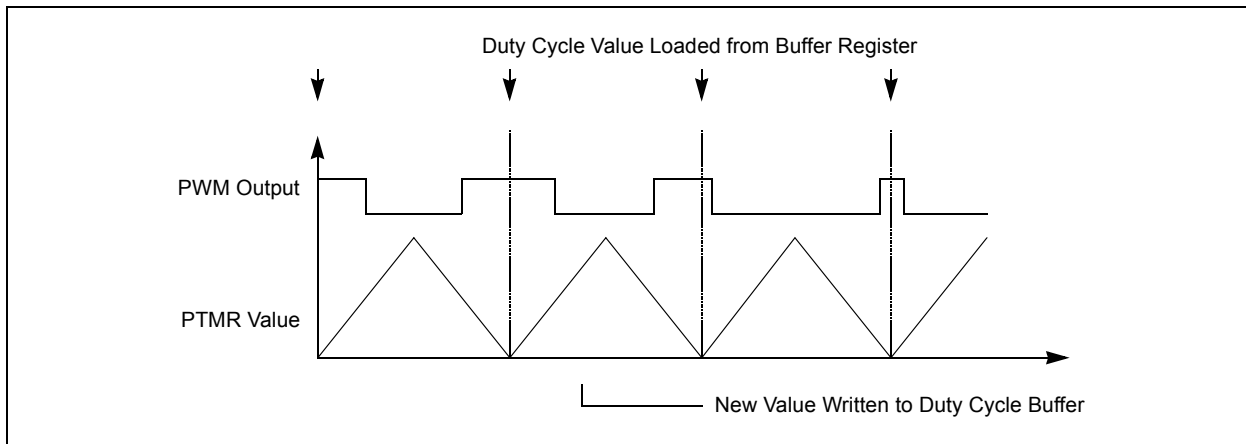 Duty Cycle Value Loaded from Buffer Register
PWM Output
PTMR Value
New Value Written to Duty Cycle Buffer